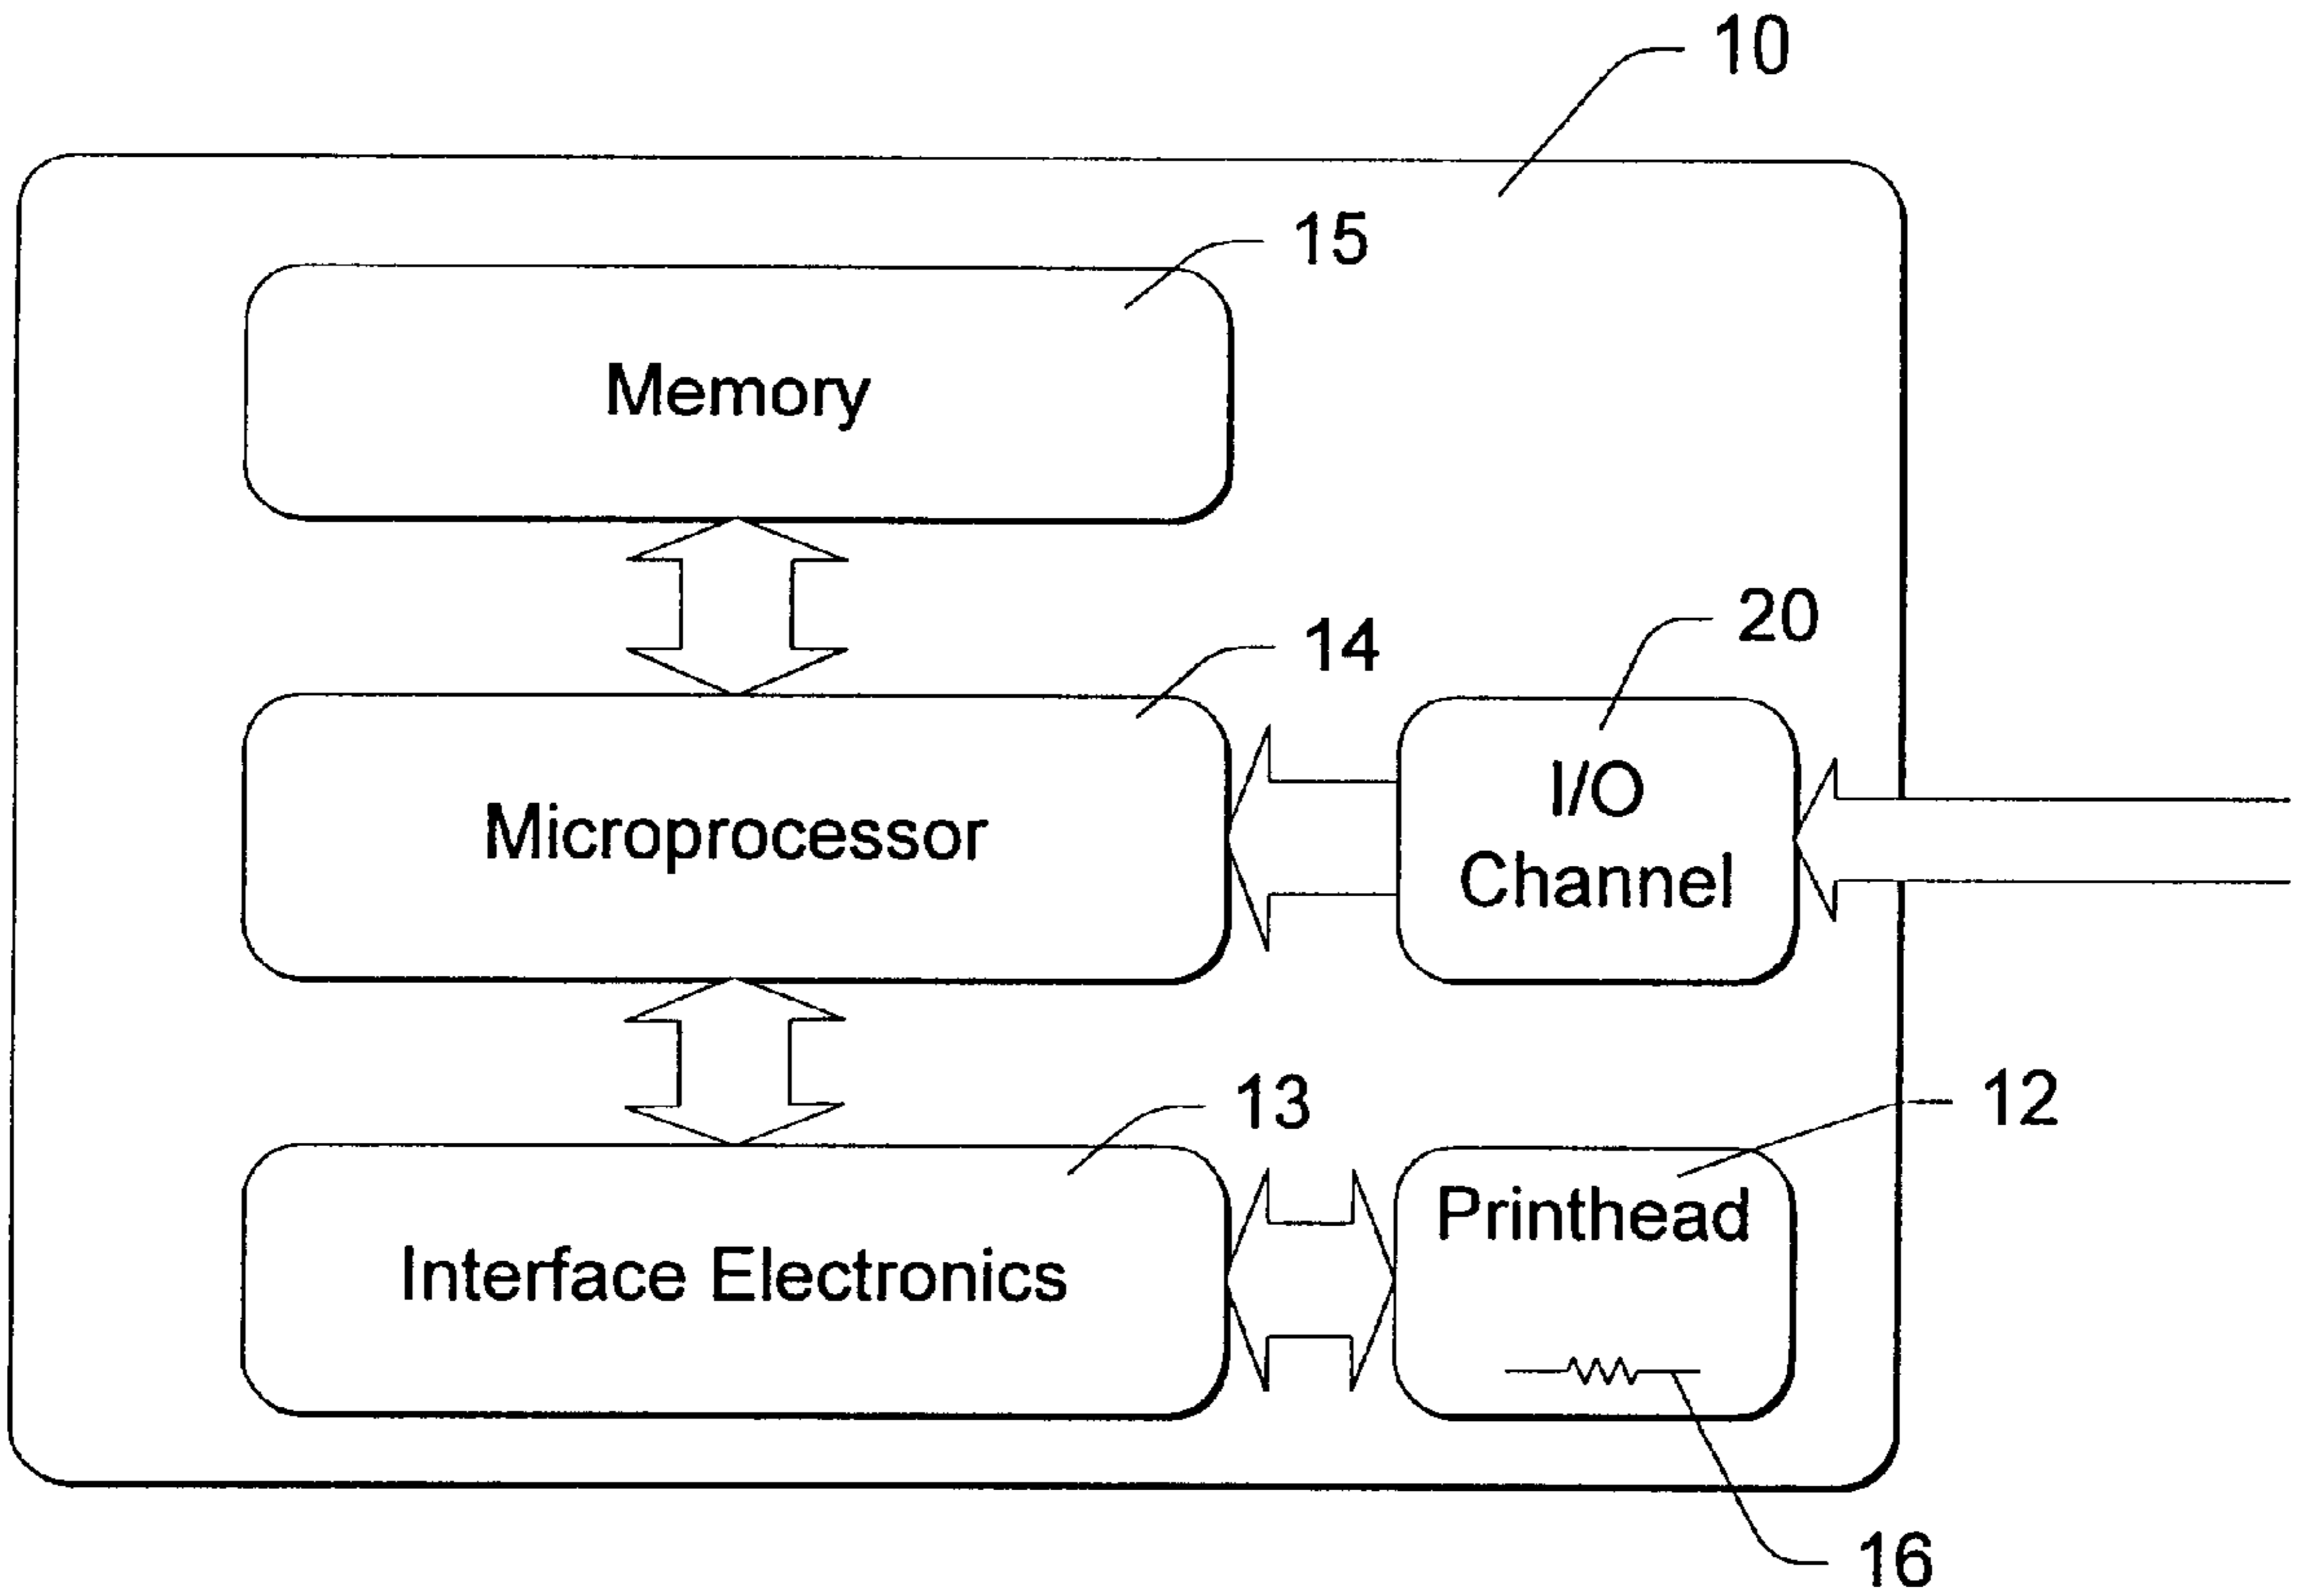 10
15
Memory
14
20
I/O
Channel
Microprocessor
13
12
Printhead
Interface Electronics
16